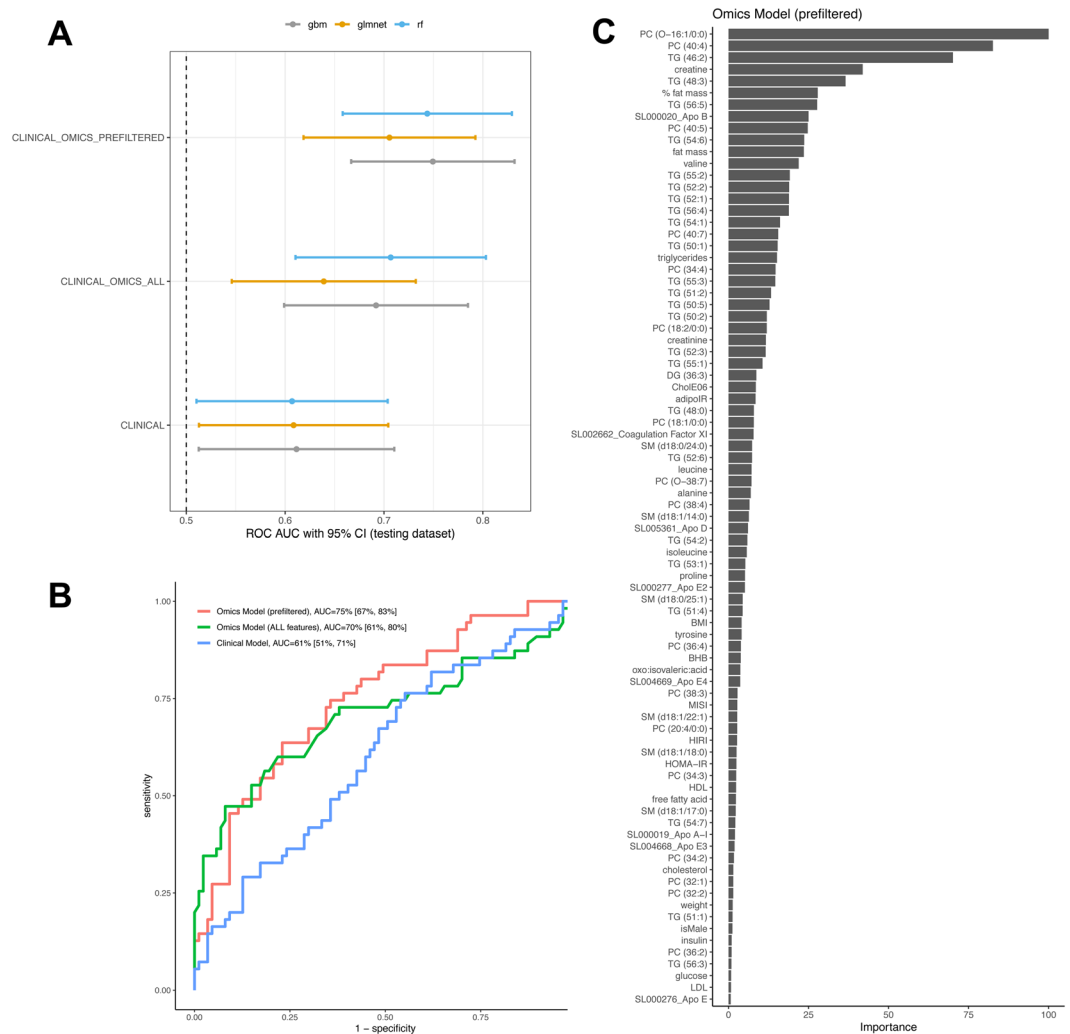 A
gbm glmnet rf
CLINICAL_OMICS_PREFILTERED
CLINICAL_OMICS_ALL
CLINICAL
0.5 0.6 0.7 0.8
ROC AUC with 95% CI (testing dataset)
B
Omics Model (prefiltered), AUC=75% [67%, 83%]
Omics Model (ALL features), AUC=70% [61%, 80%]
Clinical Model, AUC=61% [51%, 71%]
sensitivity
1.00
0.75
0.50
0.25
0.00
0.00 0.25 0.50 0.75
1 − specificity
C
Omics Model (prefiltered)
PC (O−16:1/0:0)
PC (40:4)
TG (46:2)
creatine
TG (48:3)
% fat mass
TG (56:5)
SL000020_Apo B
PC (40:5)
TG (54:6)
fat mass
valine
TG (55:2)
TG (52:2)
TG (52:1)
TG (56:4)
TG (54:1)
PC (40:7)
TG (50:1)
triglycerides
PC (34:4)
TG (55:3)
TG (51:2)
TG (50:5)
TG (50:2)
PC (18:2/0:0)
creatinine
TG (52:3)
TG (55:1)
DG (36:3)
CholE06
adipoIR
TG (48:0)
PC (18:1/0:0)
SL002662_Coagulation Factor XI
SM (d18:0/24:0)
TG (52:6)
leucine
PC (O−38:7)
alanine
PC (38:4)
SM (d18:1/14:0)
SL005361_Apo D
TG (54:2)
isoleucine
TG (53:1)
proline
SL000277_Apo E2
SM (d18:0/25:1)
TG (51:4)
BMI
tyrosine
PC (36:4)
BHB
oxo:isovaleric:acid
SL004669_Apo E4
PC (38:3)
MISI
SM (d18:1/22:1)
PC (20:4/0:0)
HIRI
SM (d18:1/18:0)
HOMA−IR
PC (34:3)
HDL
free fatty acid
SM (d18:1/17:0)
TG (54:7)
SL000019_Apo A−I
SL004668_Apo E3
PC (34:2)
cholesterol
PC (32:1)
PC (32:2)
weight
TG (51:1)
isMale
insulin
PC (36:2)
TG (56:3)
glucose
LDL
SL000276_Apo E
0 25 50 75 100
Importance